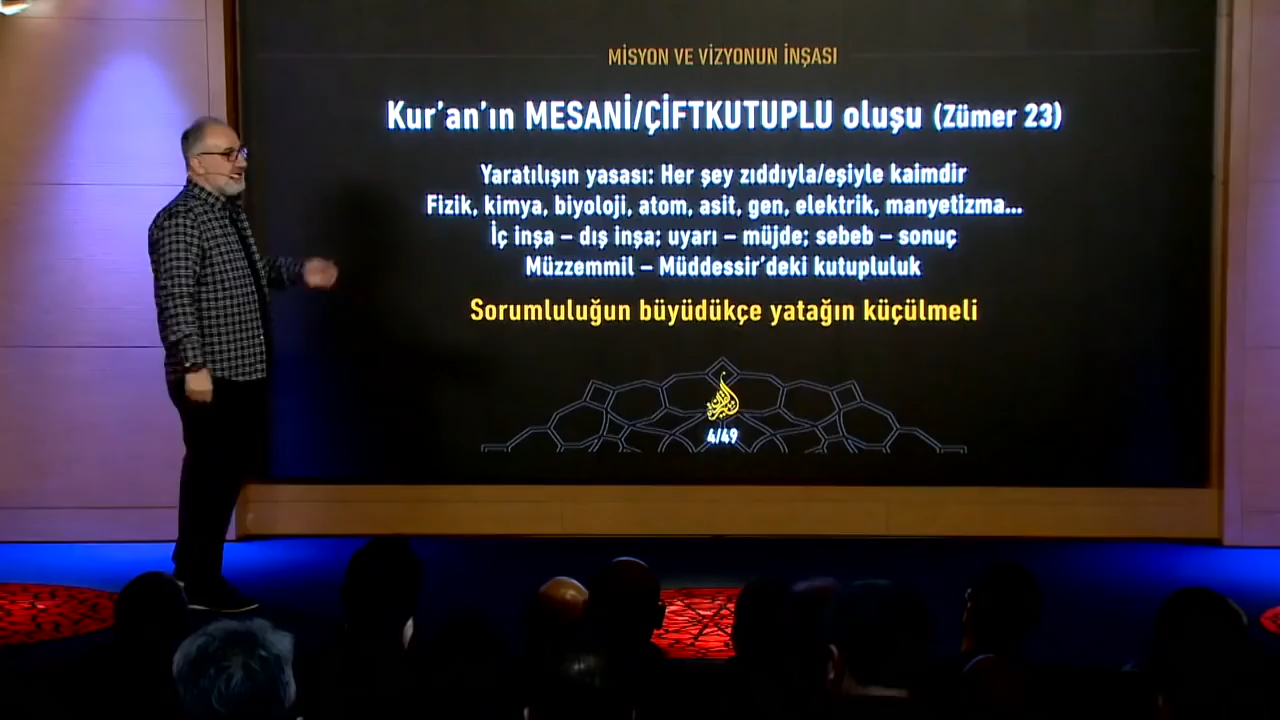 MİSYON VE VİZYONUN İNŞASI
Kur’an’ın MESANİ/ÇİFTKUTUPLU oluşu (Zümer 23)
Yaratılışın yasası: Her şey zıddıyla/eşiyle kaimdir
Fizik, kimya, biyoloji, atom, asit, gen, elektrik, manyetizma...
İç inşa – dış inşa; uyarı – müjde; sebeb – sonuç
Müzzemmil – Müddessir’deki kutupluluk
Sorumluluğun büyüdükçe yatağın küçülmeli
4/49